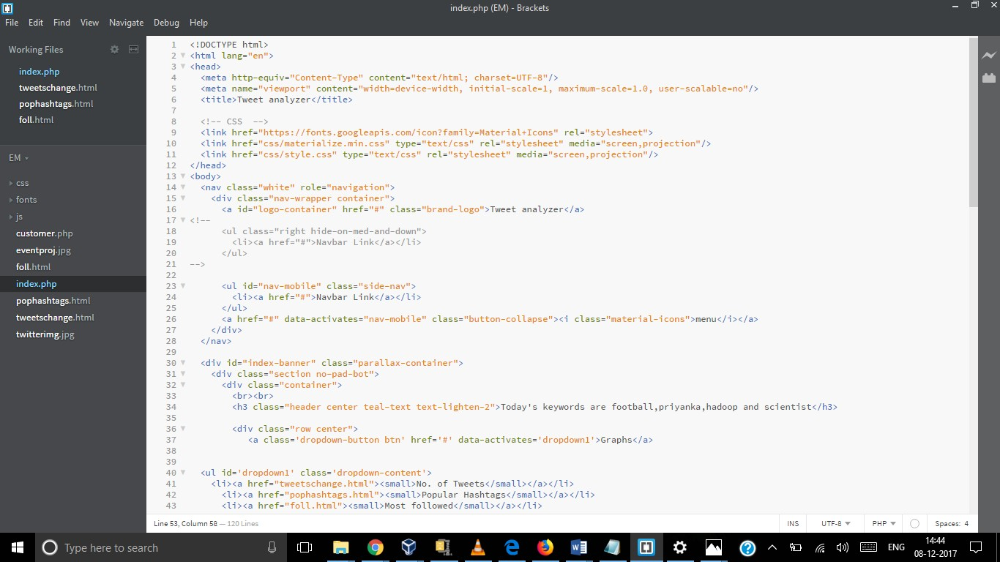 index.php (EM) - Brackets
File Edit Find View Navigate Debug Help
Working Files
index.php
tweetschange.html
pophashtags.html
foll.html
EM
css
fonts
js
customer.php
eventproj.jpg
foll.html
index.php
pophashtags.html
tweetschange.html
twitterimg.jpg
1 <!DOCTYPE html>
2 <html lang="en">
3 <head>
4 <meta http-equiv="Content-Type" content="text/html; charset=UTF-8"/>
5 <meta name="viewport" content="width=device-width, initial-scale=1, maximum-scale=1.0, user-scalable=no"/>
6 <title>Tweet analyzer</title>
7
8 <!-- CSS  -->
9 <link href="https://fonts.googleapis.com/icon?family=Material+Icons" rel="stylesheet">
10 <link href="css/materialize.min.css" type="text/css" rel="stylesheet" media="screen,projection"/>
11 <link href="css/style.css" type="text/css" rel="stylesheet" media="screen,projection"/>
12 </head>
13 <body>
14 <nav class="white" role="navigation">
15 <div class="nav-wrapper container">
16 <a id="logo-container" href="#" class="brand-logo">Tweet analyzer</a>
17 <!--
18 <ul class="right hide-on-med-and-down">
19 <li><a href="#">Navbar Link</a></li>
20 </ul>
21 -->
22
23 <ul id="nav-mobile" class="side-nav">
24 <li><a href="#">Navbar Link</a></li>
25 </ul>
26 <a href="#" data-activates="nav-mobile" class="button-collapse"><i class="material-icons">menu</i></a>
27 </div>
28 </nav>
29
30 <div id="index-banner" class="parallax-container">
31 <div class="section no-pad-bot">
32 <div class="container">
33 <br><br>
34 <h3 class="header center teal-text text-lighten-2">Today's keywords are football,priyanka,hadoop and scientist</h3>
35
36 <div class="row center">
37 <a class='dropdown-button btn' href='#' data-activates='dropdown1'>Graphs</a>
38
39
40 <ul id='dropdown1' class='dropdown-content'>
41 <li><a href="tweetschange.html"><small>No. of Tweets</small></a></li>
42 <li><a href="pophashtags.html"><small>Popular Hashtags</small></a></li>
43 <li><a href="foll.html"><small>Most followed</small></a></li>
Line 53, Column 58 — 120 Lines
INS UTF-8 PHP Spaces: 4
Type here to search
ENG
14:44
08-12-2017